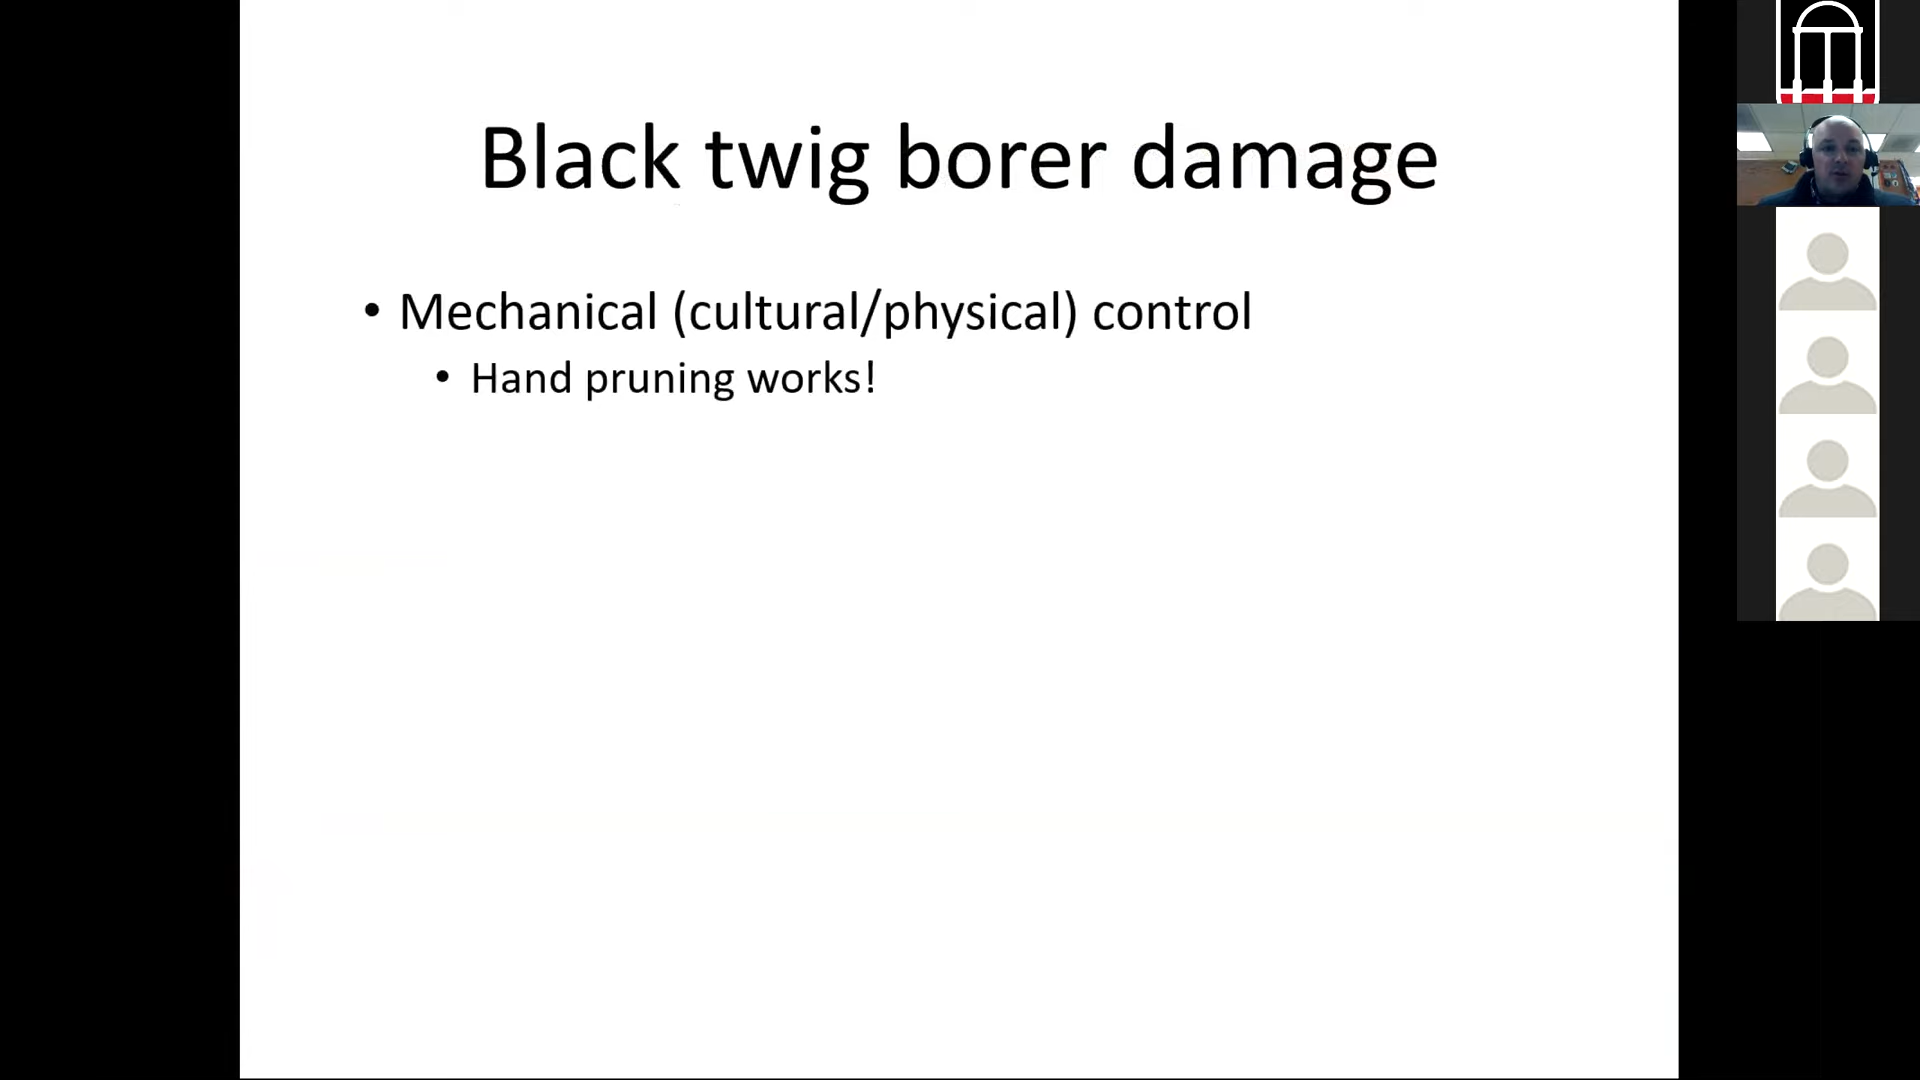 Black twig borer damage
• Mechanical (cultural/physical) control
• Hand pruning works!